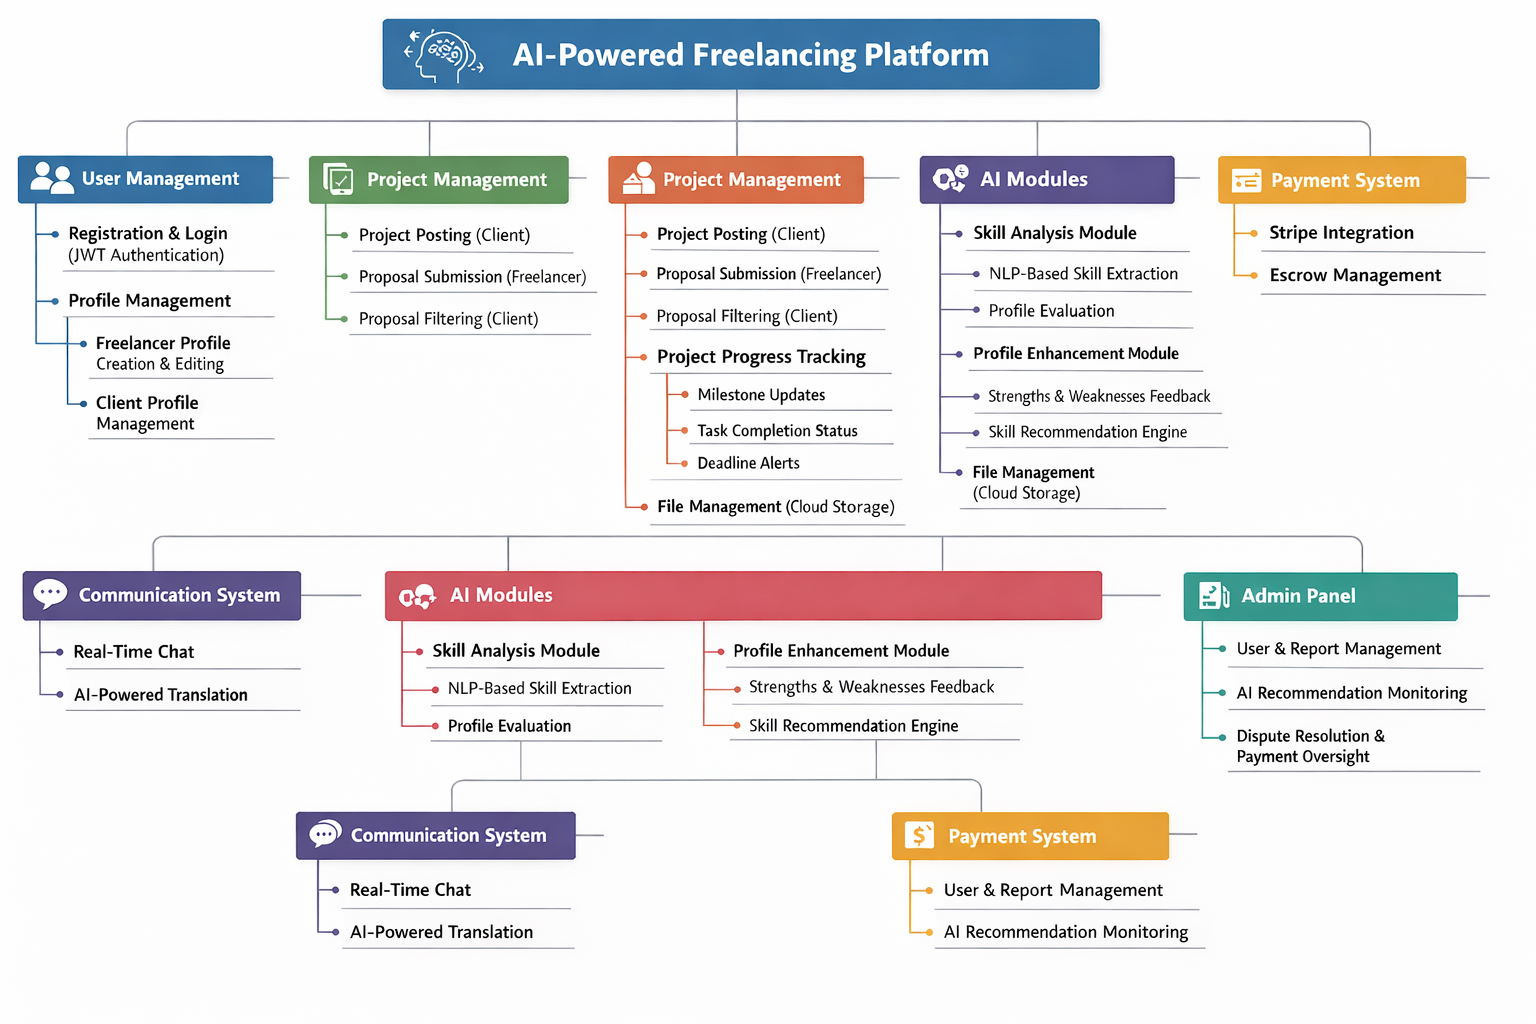 AI-Powered Freelancing Platform
User Management
Registration & Login
(JWT Authentication)
Profile Management
Freelancer Profile
Creation & Editing
Client Profile
Management
Project Management
Project Posting (Client)
Proposal Submission (Freelancer)
Proposal Filtering (Client)
Project Management
Project Posting (Client)
Proposal Submission (Freelancer)
Proposal Filtering (Client)
Project Progress Tracking
Milestone Updates
Task Completion Status
Deadline Alerts
File Management (Cloud Storage)
AI Modules
Skill Analysis Module
NLP-Based Skill Extraction
Profile Evaluation
Profile Enhancement Module
Strengths & Weaknesses Feedback
Skill Recommendation Engine
File Management
(Cloud Storage)
Payment System
Stripe Integration
Escrow Management
Communication System
Real-Time Chat
AI-Powered Translation
AI Modules
Skill Analysis Module
NLP-Based Skill Extraction
Profile Evaluation
Profile Enhancement Module
Strengths & Weaknesses Feedback
Skill Recommendation Engine
Admin Panel
User & Report Management
AI Recommendation Monitoring
Dispute Resolution &
Payment Oversight
Communication System
Real-Time Chat
AI-Powered Translation
$
Payment System
User & Report Management
AI Recommendation Monitoring